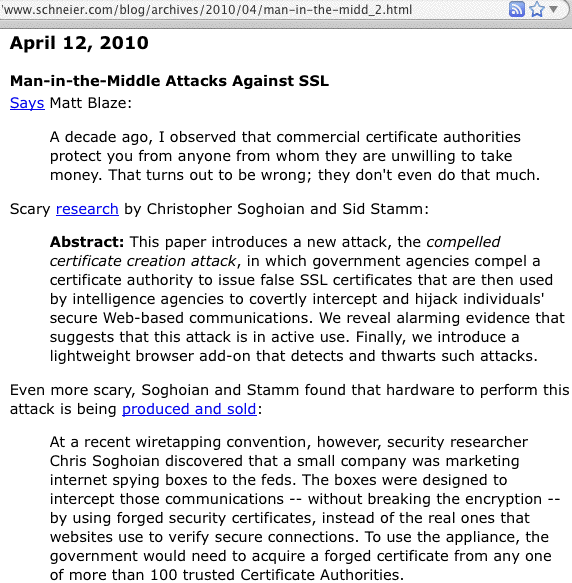 'www.schneier.com/blog/archives/2010/04/man-in-the-midd_2.html
April 12, 2010
Man-in-the-Middle Attacks Against SSL
Says Matt Blaze:
A decade ago, I observed that commercial certificate authorities
protect you from anyone from whom they are unwilling to take
money. That turns out to be wrong; they don't even do that much.
Scary research by Christopher Soghoian and Sid Stamm:
Abstract: This paper introduces a new attack, the compelled
certificate creation attack, in which government agencies compel a
certificate authority to issue false SSL certificates that are then used
by intelligence agencies to covertly intercept and hijack individuals'
secure Web-based communications. We reveal alarming evidence that
suggests that this attack is in active use. Finally, we introduce a
lightweight browser add-on that detects and thwarts such attacks.
Even more scary, Soghoian and Stamm found that hardware to perform this
attack is being produced and sold:
At a recent wiretapping convention, however, security researcher
Chris Soghoian discovered that a small company was marketing
internet spying boxes to the feds. The boxes were designed to
intercept those communications -- without breaking the encryption --
by using forged security certificates, instead of the real ones that
websites use to verify secure connections. To use the appliance, the
government would need to acquire a forged certificate from any one
of more than 100 trusted Certificate Authorities.